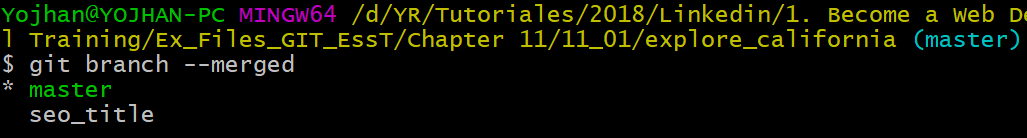 Yojhan@YOJHAN-PC MINGW64 /d/YR/Tutoriales/2018/Linkedin/1. Become a Web De
l Training/Ex_Files_GIT_EssT/Chapter 11/11_01/explore_california (master)
$ git branch --merged
* master
  seo_title